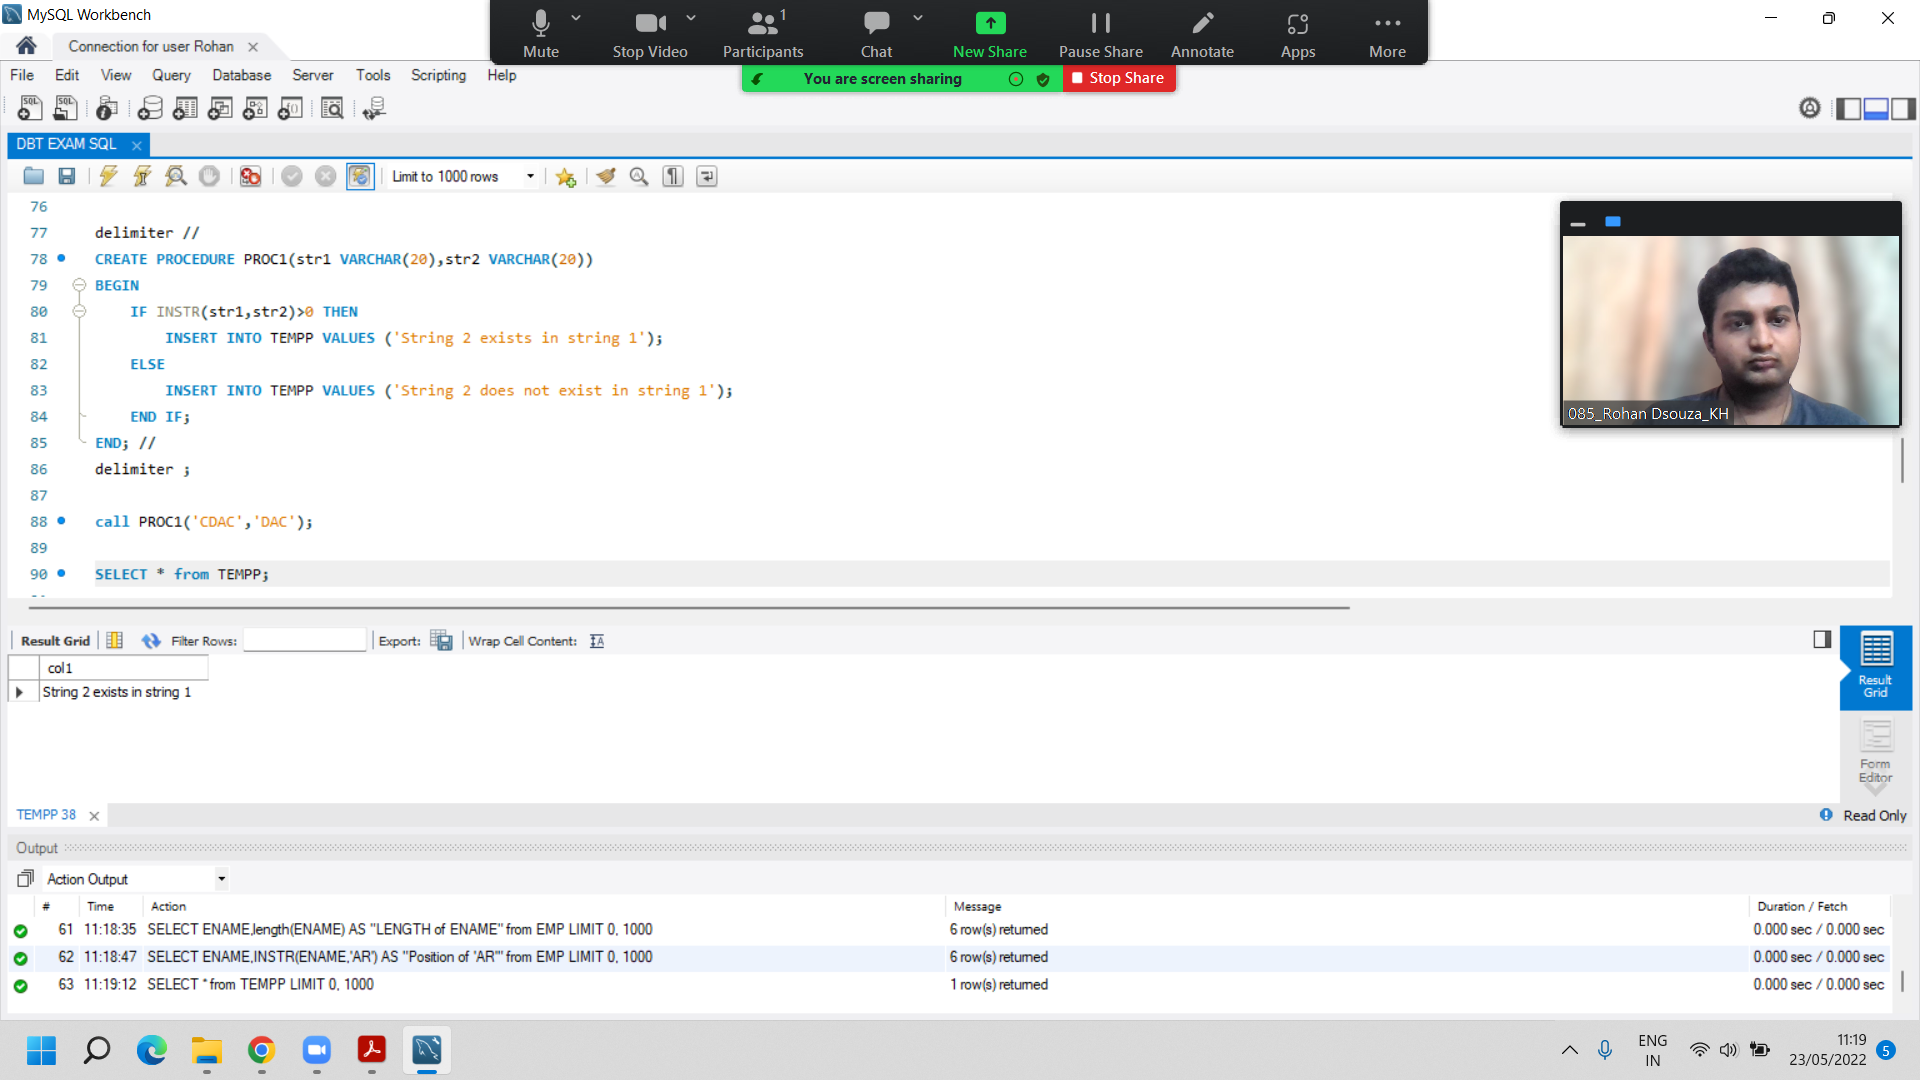 MySQL Workbench
Mute
Stop Video
1
Participants
Chat
New Share
Pause Share
Annotate
Apps
More
Connection for user Rohan
You are screen sharing
Stop Share
File Edit View Query Database Server Tools Scripting Help
DBT EXAM SQL
Limit to 1000 rows
76
77 delimiter //
78 CREATE PROCEDURE PROC1(str1 VARCHAR(20),str2 VARCHAR(20))
79 BEGIN
80 IF INSTR(str1,str2)>0 THEN
81 INSERT INTO TEMPP VALUES ('String 2 exists in string 1');
82 ELSE
83 INSERT INTO TEMPP VALUES ('String 2 does not exist in string 1');
84 END IF;
85 END; //
86 delimiter ;
87
88 call PROC1('CDAC','DAC');
89
90 SELECT * from TEMPP;
085_Rohan Dsouza_KH
Result Grid Filter Rows: Export: Wrap Cell Content:
col1
String 2 exists in string 1
Result Grid
Form Editor
TEMPP 38
Read Only
Output
Action Output
# Time Action Message Duration / Fetch
61 11:18:35 SELECT ENAME,length(ENAME) AS "LENGTH of ENAME" from EMP LIMIT 0, 1000 6 row(s) returned 0.000 sec / 0.000 sec
62 11:18:47 SELECT ENAME,INSTR(ENAME,'AR') AS "Position of 'AR'" from EMP LIMIT 0, 1000 6 row(s) returned 0.000 sec / 0.000 sec
63 11:19:12 SELECT * from TEMPP LIMIT 0, 1000 1 row(s) returned 0.000 sec / 0.000 sec
ENG
IN
11:19
23/05/2022
5